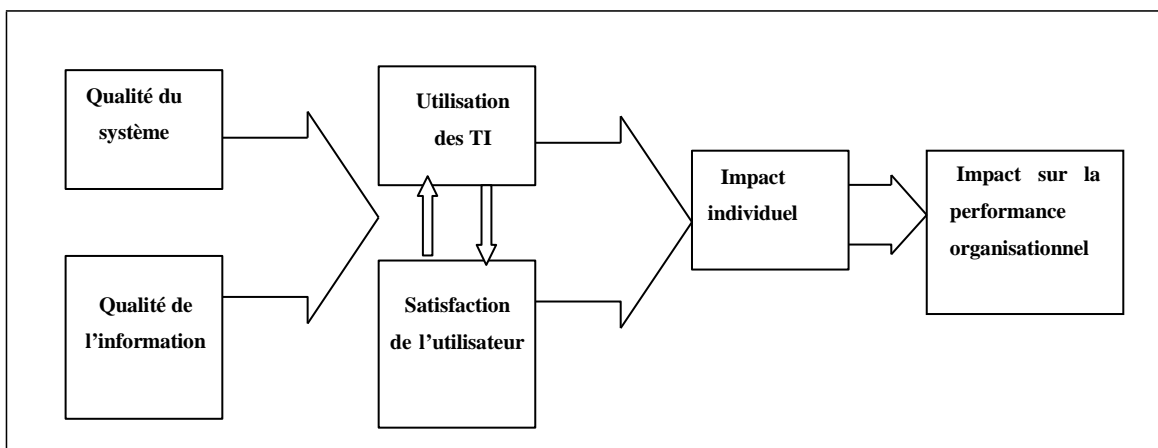 Qualité du
système
Qualité de
l’information
Utilisation
des TI
Satisfaction
de l’utilisateur
Impact
individuel
Impact sur la
performance
organisationnel